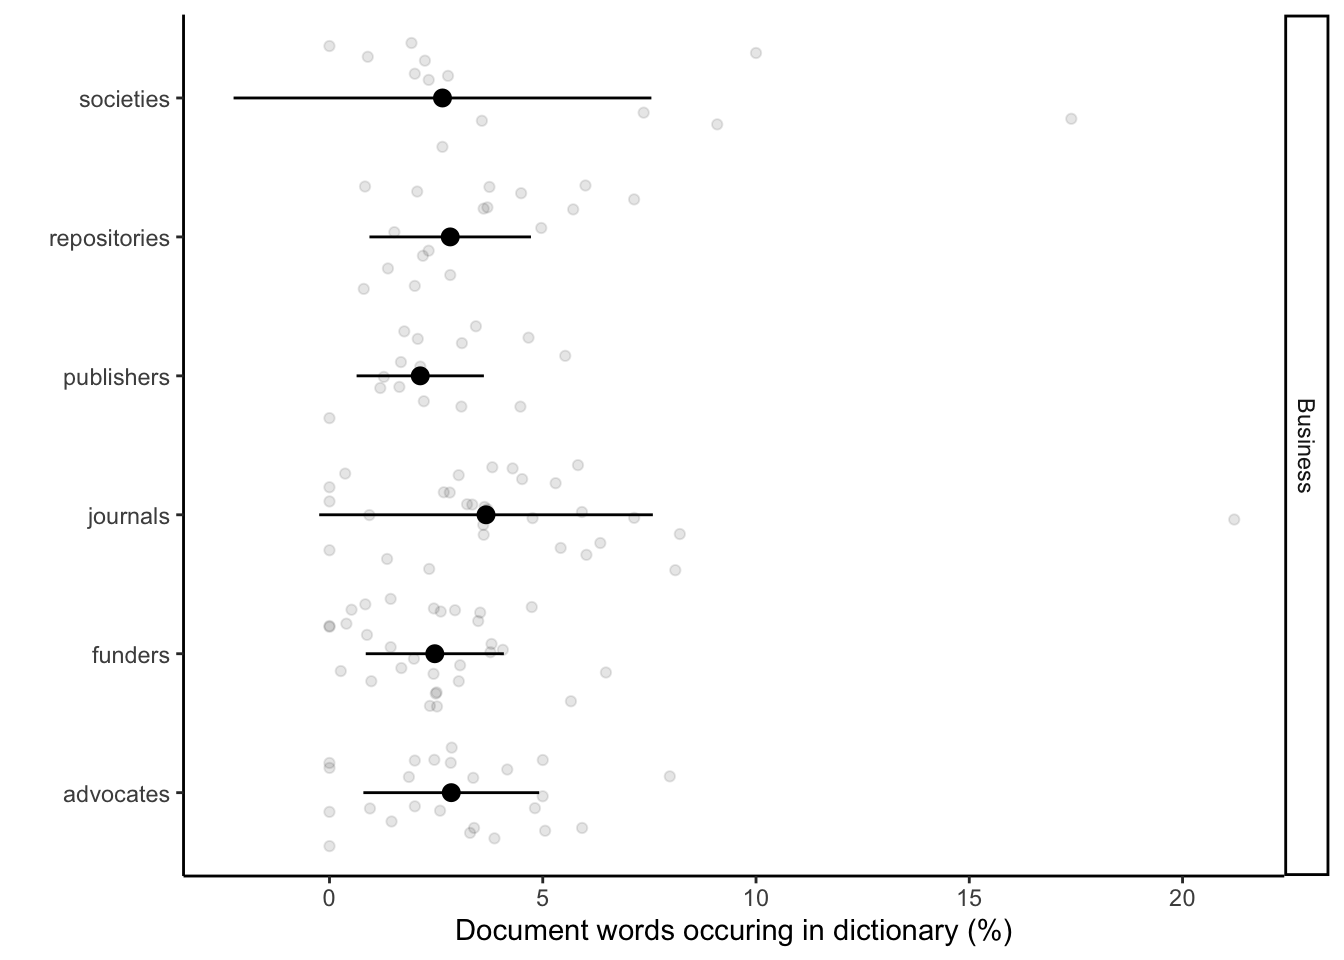 societies
repositories
publishers
journals
funders
advocates
Business
0 5 10 15 20
Document words occuring in dictionary (%)